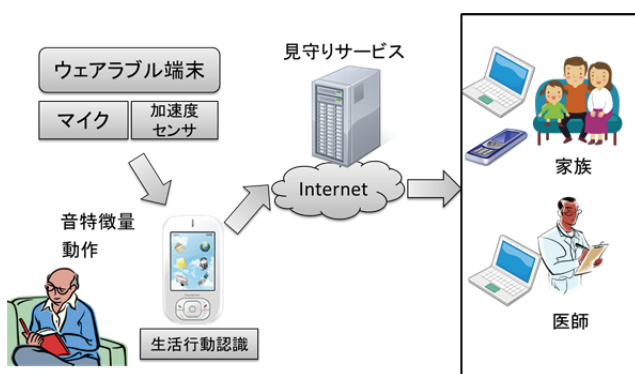 ウェアラブル端末
マイク
加速度
センサ
音特徴量
動作
生活行動認識
見守りサービス
Internet
家族
医師